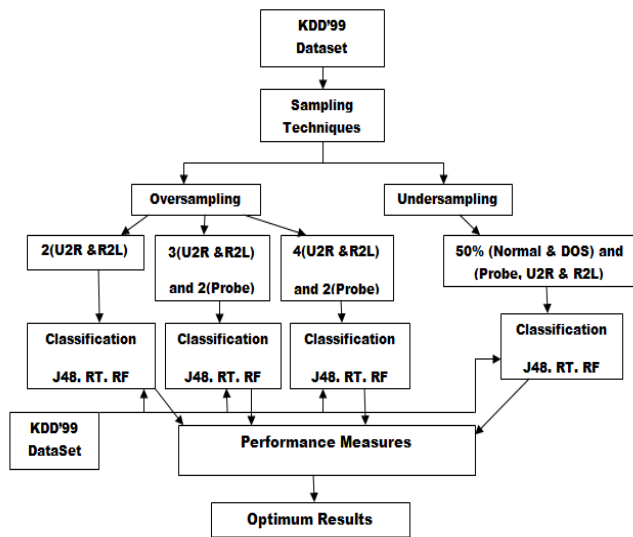 KDD'99
Dataset
Sampling
Techniques
Oversampling
Undersampling
2(U2R &R2L)
3(U2R &R2L)
and 2(Probe)
4(U2R &R2L)
and 2(Probe)
50% (Normal & DOS) and
(Probe, U2R & R2L)
Classification
J48. RT. RF
Classification
J48. RT. RF
Classification
J48. RT. RF
Classification
J48. RT. RF
KDD'99
DataSet
Performance Measures
Optimum Results